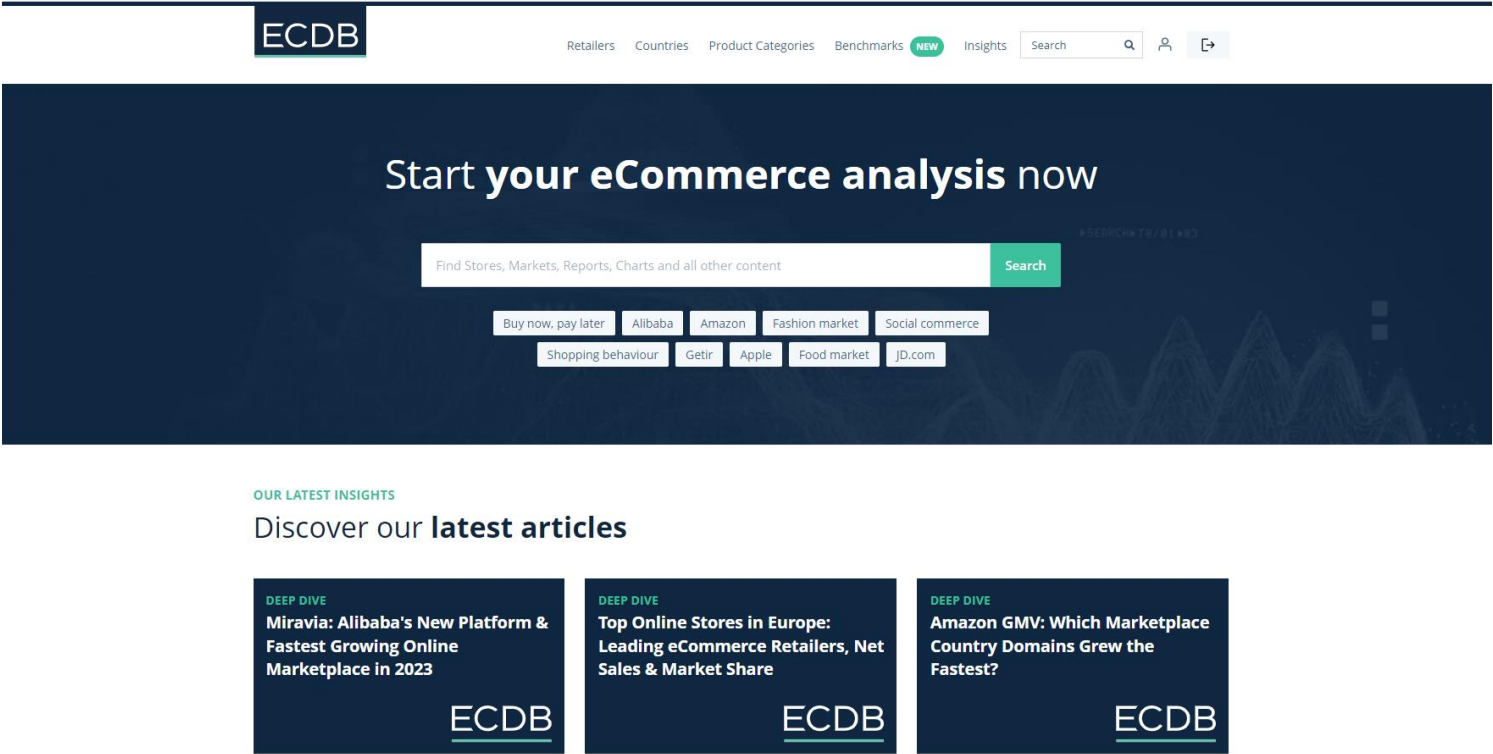 ECDB
Retailers Countries Product Categories Benchmarks NEW Insights Search
Start your eCommerce analysis now
Find Stores, Markets, Reports, Charts and all other content Search
Buy now, pay later Alibaba Amazon Fashion market Social commerce
Shopping behaviour Getir Apple Food market JD.com
OUR LATEST INSIGHTS
Discover our latest articles
DEEP DIVE
Miravia: Alibaba's New Platform &
Fastest Growing Online
Marketplace in 2023
ECDB
DEEP DIVE
Top Online Stores in Europe:
Leading eCommerce Retailers, Net
Sales & Market Share
ECDB
DEEP DIVE
Amazon GMV: Which Marketplace
Country Domains Grew the
Fastest?
ECDB